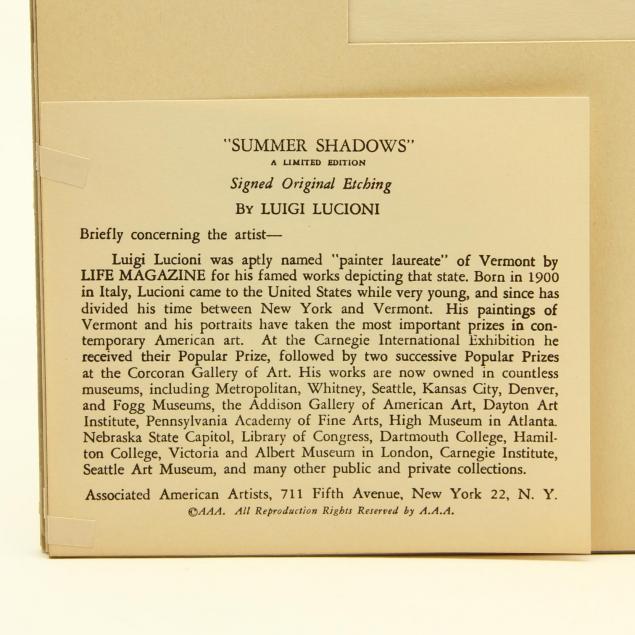 "SUMMER SHADOWS"
A LIMITED EDITION
Signed Original Etching
BY LUIGI LUCIONI
Briefly concerning the artist—
Luigi Lucioni was aptly named "painter laureate" of Vermont by
LIFE MAGAZINE for his famed works depicting that state. Born in 1900
in Italy, Lucioni came to the United States while very young, and since has
divided his time between New York and Vermont. His paintings of
Vermont and his portraits have taken the most important prizes in con-
temporary American art. At the Carnegie International Exhibition he
received their Popular Prize, followed by two successive Popular Prizes
at the Corcoran Gallery of Art. His works are now owned in countless
museums, including Metropolitan, Whitney, Seattle, Kansas City, Denver,
and Fogg Museums, the Addison Gallery of American Art, Dayton Art
Institute, Pennsylvania Academy of Fine Arts, High Museum in Atlanta.
Nebraska State Capitol, Library of Congress, Dartmouth College, Hamil-
ton College, Victoria and Albert Museum in London, Carnegie Institute,
Seattle Art Museum, and many other public and private collections.
Associated American Artists, 711 Fifth Avenue, New York 22, N. Y.
©AAA. All Reproduction Rights Reserved by A.A.A.